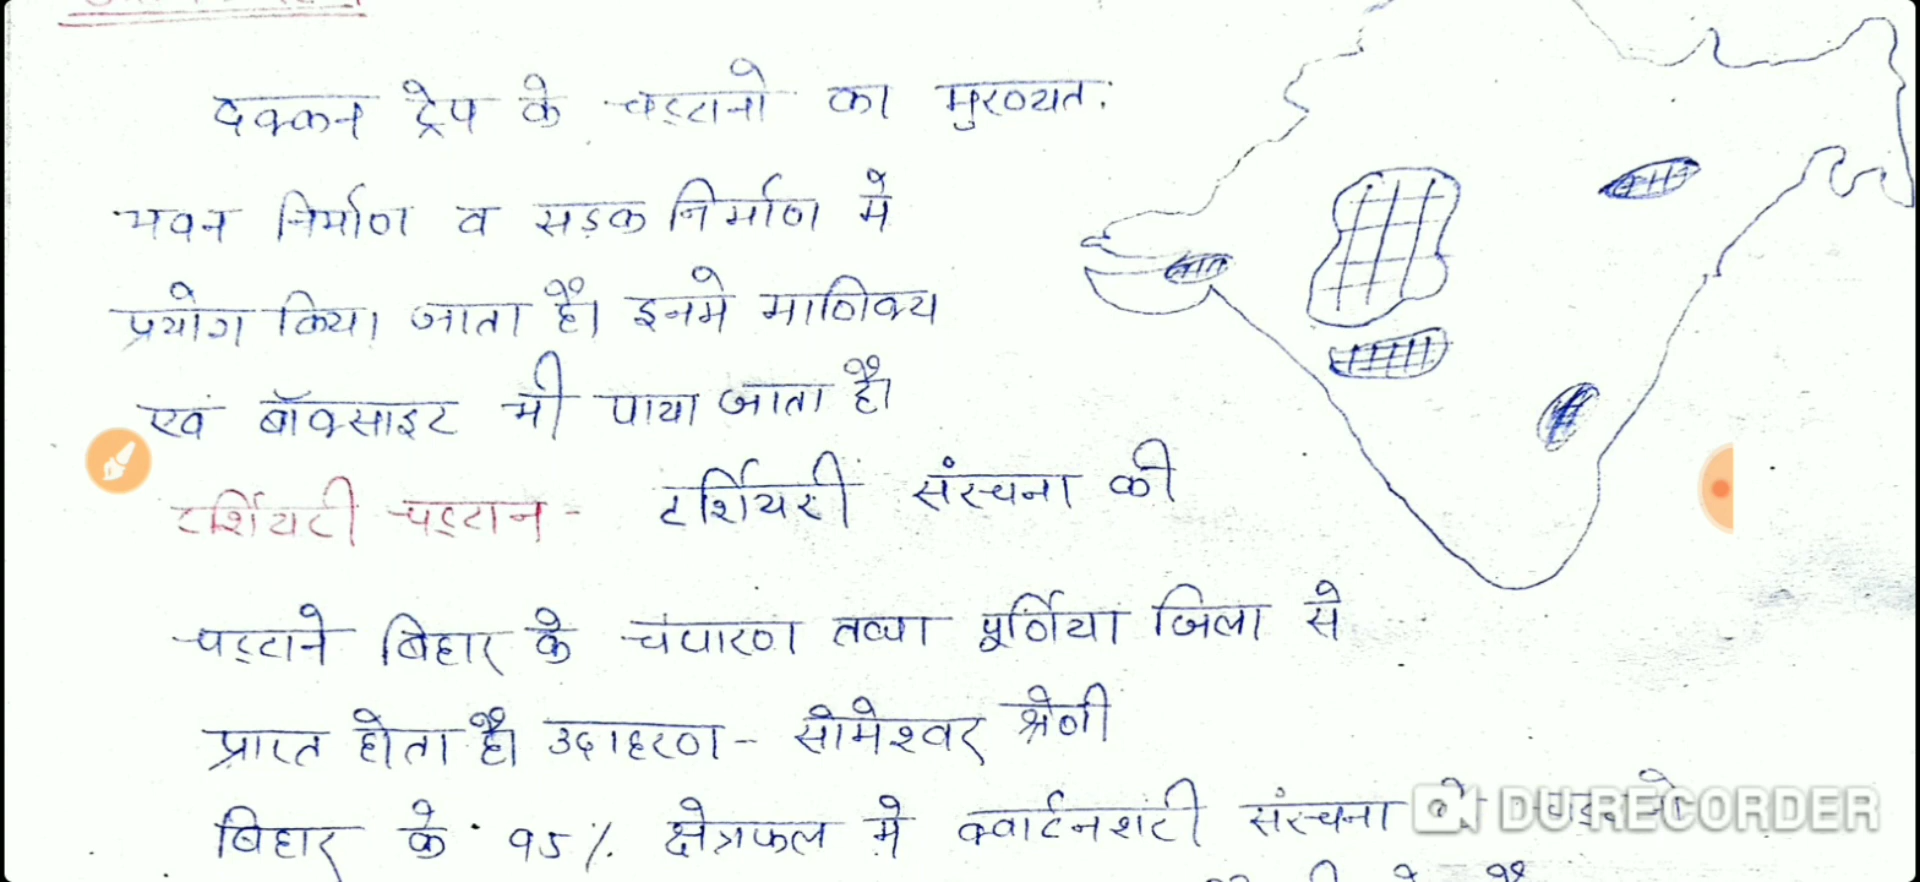 दक्कन ट्रेप के चट्टानो का मुख्यतः
भवन निर्माण व सड़क निर्माण मे
प्रयोग किया जाता है। इनमे माणिक्य
एवं बॉक्साइट भी पाया जाता है।
टर्शियरी चट्टान - टर्शियरी संरचना की
चट्टाने बिहार के चंपारण तथा पूर्णिया जिला से
प्राप्त होता है। उदाहरण - सोमेश्वर श्रेणी
बिहार के 95% क्षेत्रफल मे संरचना
DU RECORDER